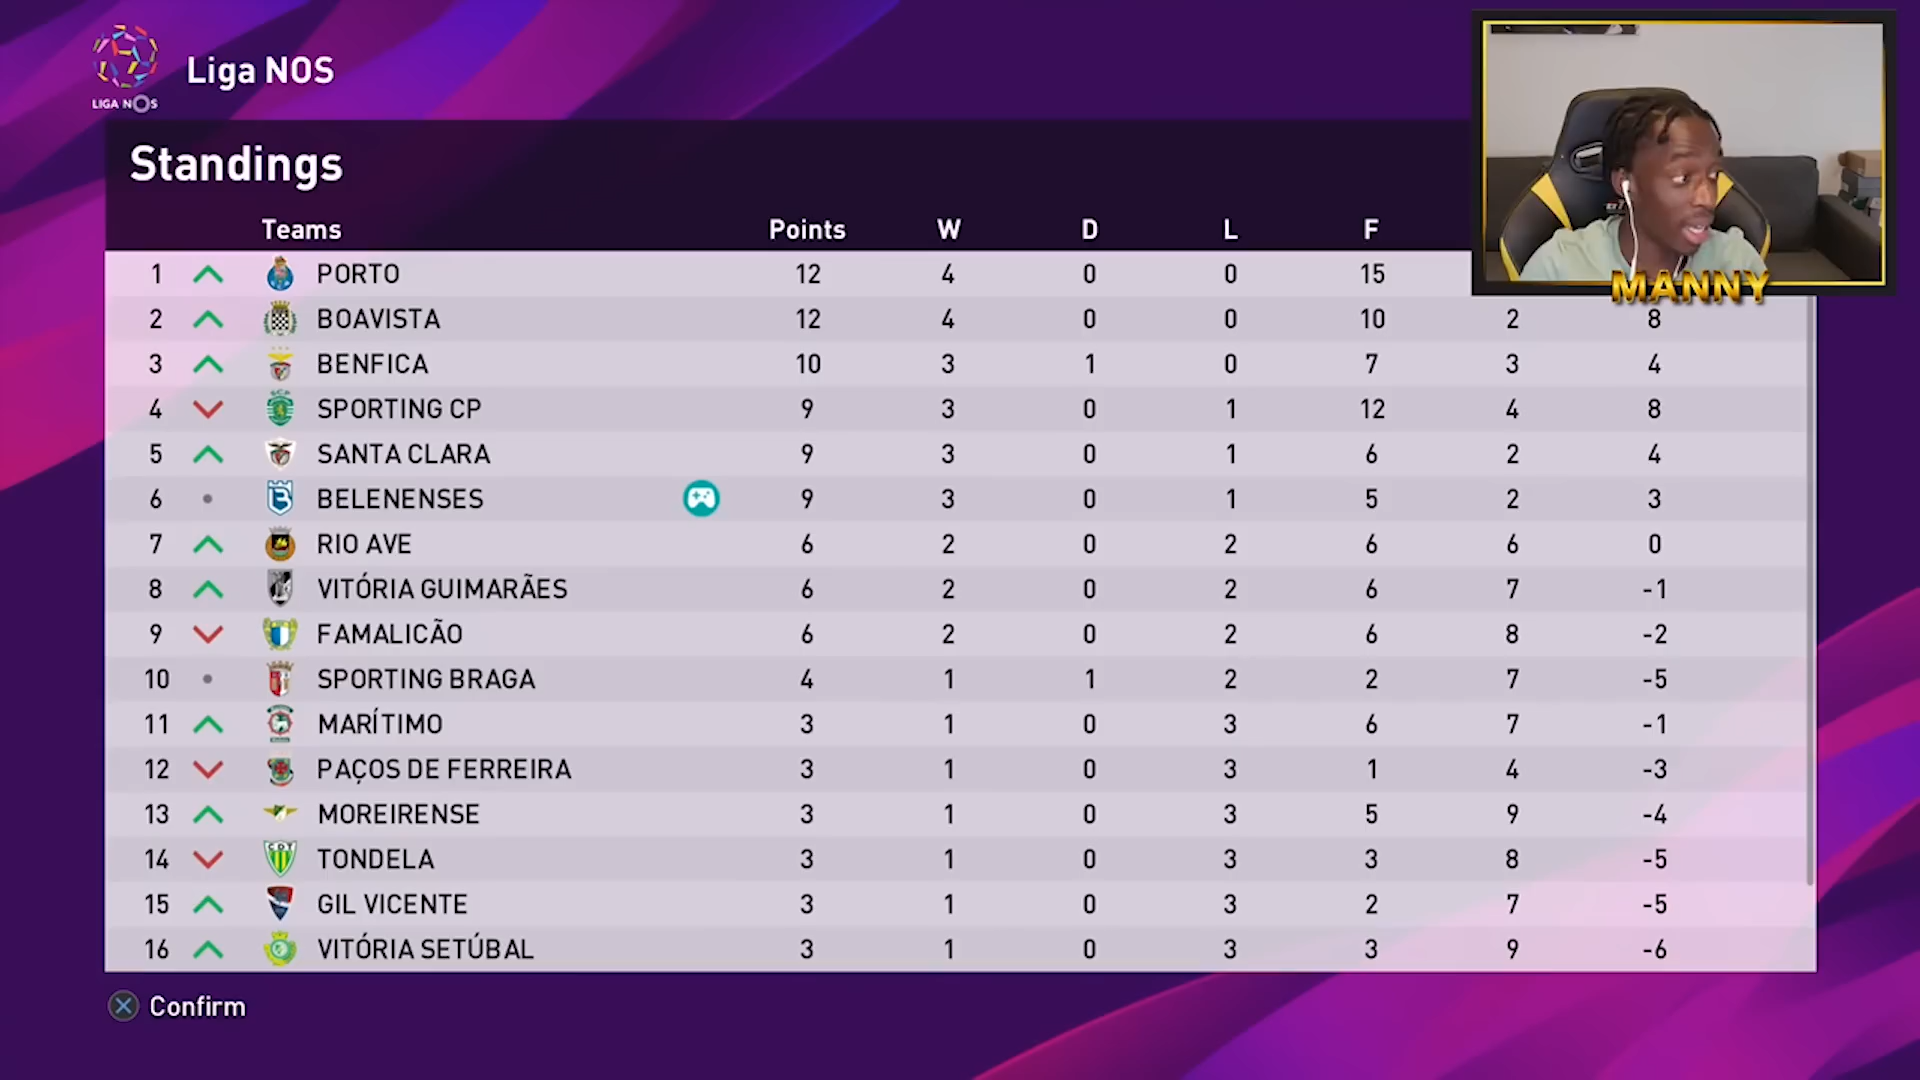 LIGA NOS
Liga NOS
Standings
Teams Points W D L F
1 PORTO 12 4 0 0 15
2 BOAVISTA 12 4 0 0 10 2 8
3 BENFICA 10 3 1 0 7 3 4
4 SPORTING CP 9 3 0 1 12 4 8
5 SANTA CLARA 9 3 0 1 6 2 4
6 BELENENSES 9 3 0 1 5 2 3
7 RIO AVE 6 2 0 2 6 6 0
8 VITÓRIA GUIMARÃES 6 2 0 2 6 7 -1
9 FAMALICÃO 6 2 0 2 6 8 -2
10 SPORTING BRAGA 4 1 1 2 2 7 -5
11 MARÍTIMO 3 1 0 3 6 7 -1
12 PAÇOS DE FERREIRA 3 1 0 3 1 4 -3
13 MOREIRENSE 3 1 0 3 5 9 -4
14 TONDELA 3 1 0 3 3 8 -5
15 GIL VICENTE 3 1 0 3 2 7 -5
16 VITÓRIA SETÚBAL 3 1 0 3 3 9 -6
Confirm
MANNY